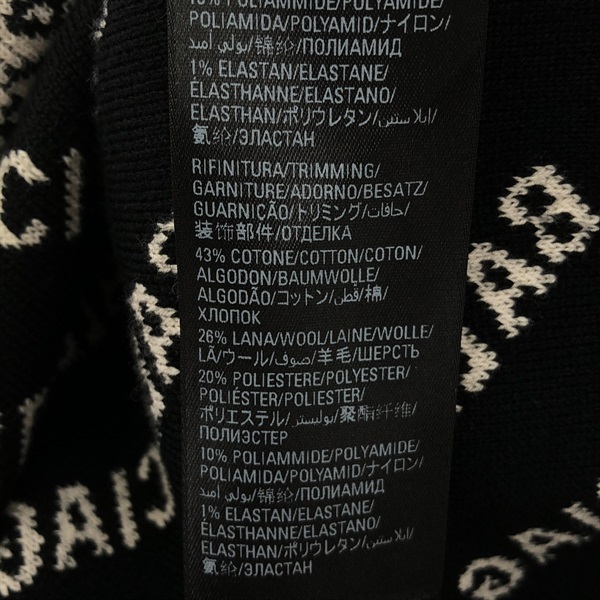 10% POLIAMMIDE/POLYAMIDE/
POLIAMIDA/POLYAMID/ナイロン/
بولي أميد/锦纶/ПОЛИАМИД
1% ELASTAN/ELASTANE/
ÉLASTHANNE/ELASTANO/
ELASTHAN/ポリウレタン/ايلاستين/
氨纶/ЭЛАСТАН
RIFINITURA/TRIMMING/
GARNITURE/ADORNO/BESATZ/
GUARNIÇÃO/トリミング/حافات/
装饰部件/ОТДЕЛКА
43% COTONE/COTTON/COTON/
ALGODON/BAUMWOLLE/
ALGODÃO/コットン/قطن/棉/
ХЛОПОК
26% LANA/WOOL/LAINE/WOLLE/
LÃ/ウール/صوف/羊毛/ШЕРСТЬ
20% POLIESTERE/POLYESTER/
POLIÉSTER/POLIESTER/
ポリエステル/بوليستر/聚酯纤维/
ПОЛИЭСТЕР
10% POLIAMMIDE/POLYAMIDE/
POLIAMIDA/POLYAMID/ナイロン/
بولي أميد/锦纶/ПОЛИАМИД
1% ELASTAN/ELASTANE/
ÉLASTHANNE/ELASTANO/
ELASTHAN/ポリウレタン/ايلاستين/
氨纶/ЭЛАСТАН